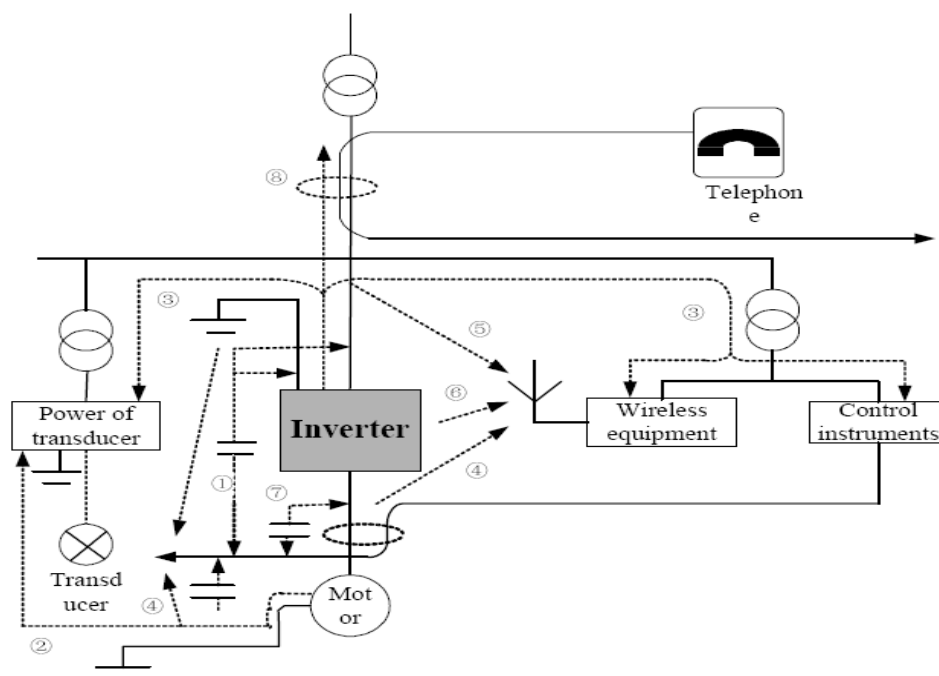 Telephon
e
⑧
③
③
⑤
⑥
Power of
transducer
Inverter
Wireless
equipment
Control
instruments
①
⑦
④
Transd
ucer
④
Mot
or
②